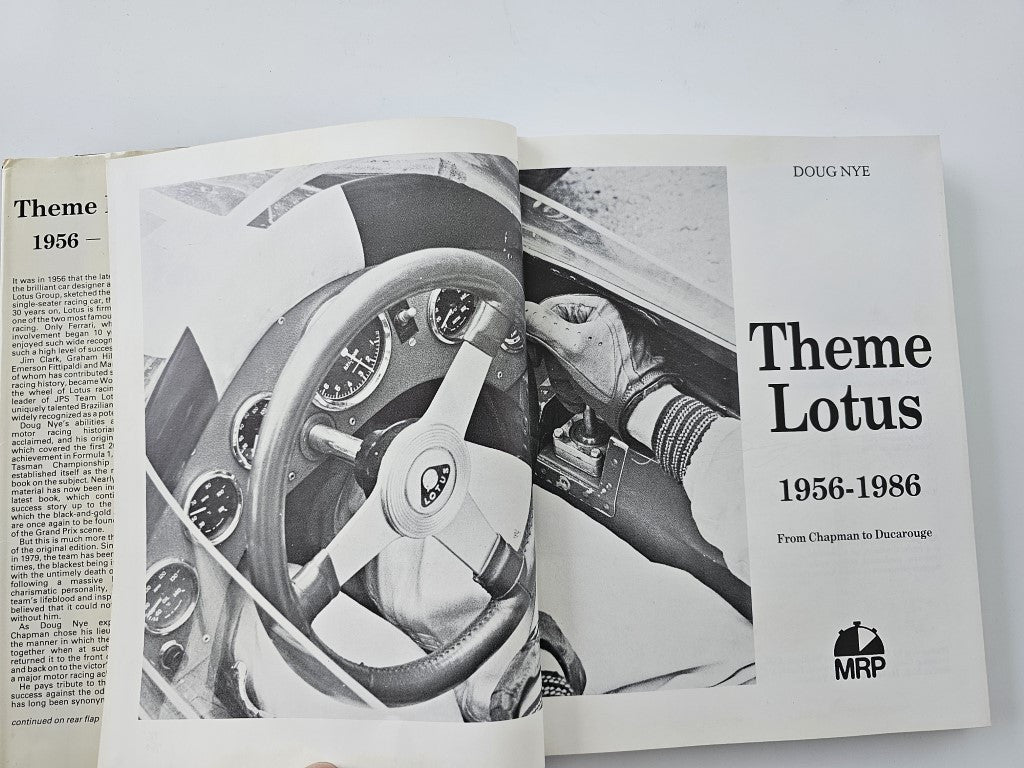 Theme
1956 —
It was in 1956 that the late
the brilliant car designer a
Lotus Group, sketched the
single-seater racing car, th
30 years on, Lotus is firm
one of the two most famou
racing. Only Ferrari, wh
involvement began 10 y
enjoyed such wide recogn
such a high level of succes
Jim Clark, Graham Hil
Emerson Fittipaldi and Ma
of whom has contributed s
racing history, became Wo
the wheel of Lotus racin
leader of JPS Team Lot
uniquely talented Brazilian
widely recognized as a pote
Doug Nye's abilities a
motor racing historia
acclaimed, and his origin
which covered the first 2
achievement in Formula 1,
Tasman Championship
established itself as the r
book on the subject. Nearly
material has now been in
latest book, which conti
success story up to the
which the black-and-gold
are once again to be foun
of the Grand Prix scene.
But this is much more th
of the original edition. Sin
in 1979, the team has been
times, the blackest being i
with the untimely death o
following a massive
charismatic personality,
team's lifeblood and insp
believed that it could no
without him.
As Doug Nye exp
Chapman chose his lieu
the manner in which the
together when at such
returned it to the front
and back on to the victor
a major motor racing ac
He pays tribute to th
success against the od
has long been synonym
continued on rear flap
LOTUS
DOUG NYE
Theme
Lotus
1956-1986
From Chapman to Ducarouge
MRP